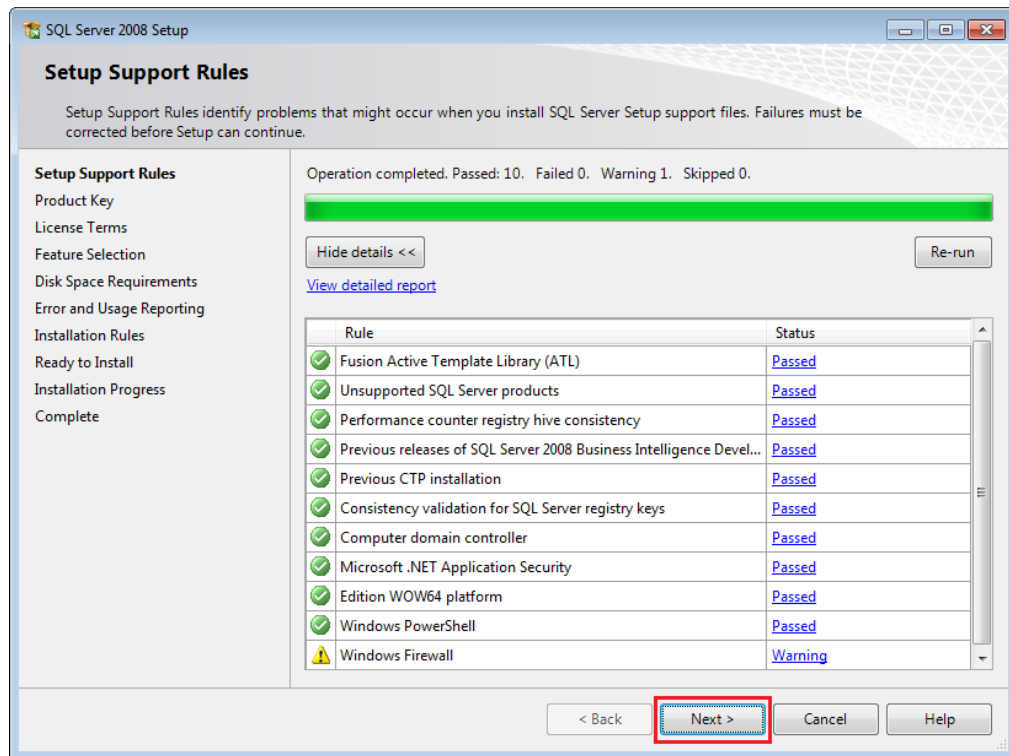 SQL Server 2008 Setup
Setup Support Rules
Setup Support Rules identify problems that might occur when you install SQL Server Setup support files. Failures must be
corrected before Setup can continue.
Setup Support Rules
Product Key
License Terms
Feature Selection
Disk Space Requirements
Error and Usage Reporting
Installation Rules
Ready to Install
Installation Progress
Complete
Operation completed. Passed: 10.   Failed 0.   Warning 1.   Skipped 0.
Hide details <<
Re-run
View detailed report
Rule Status
Fusion Active Template Library (ATL) Passed
Unsupported SQL Server products Passed
Performance counter registry hive consistency Passed
Previous releases of SQL Server 2008 Business Intelligence Devel... Passed
Previous CTP installation Passed
Consistency validation for SQL Server registry keys Passed
Computer domain controller Passed
Microsoft .NET Application Security Passed
Edition WOW64 platform Passed
Windows PowerShell Passed
Windows Firewall Warning
< Back Next > Cancel Help